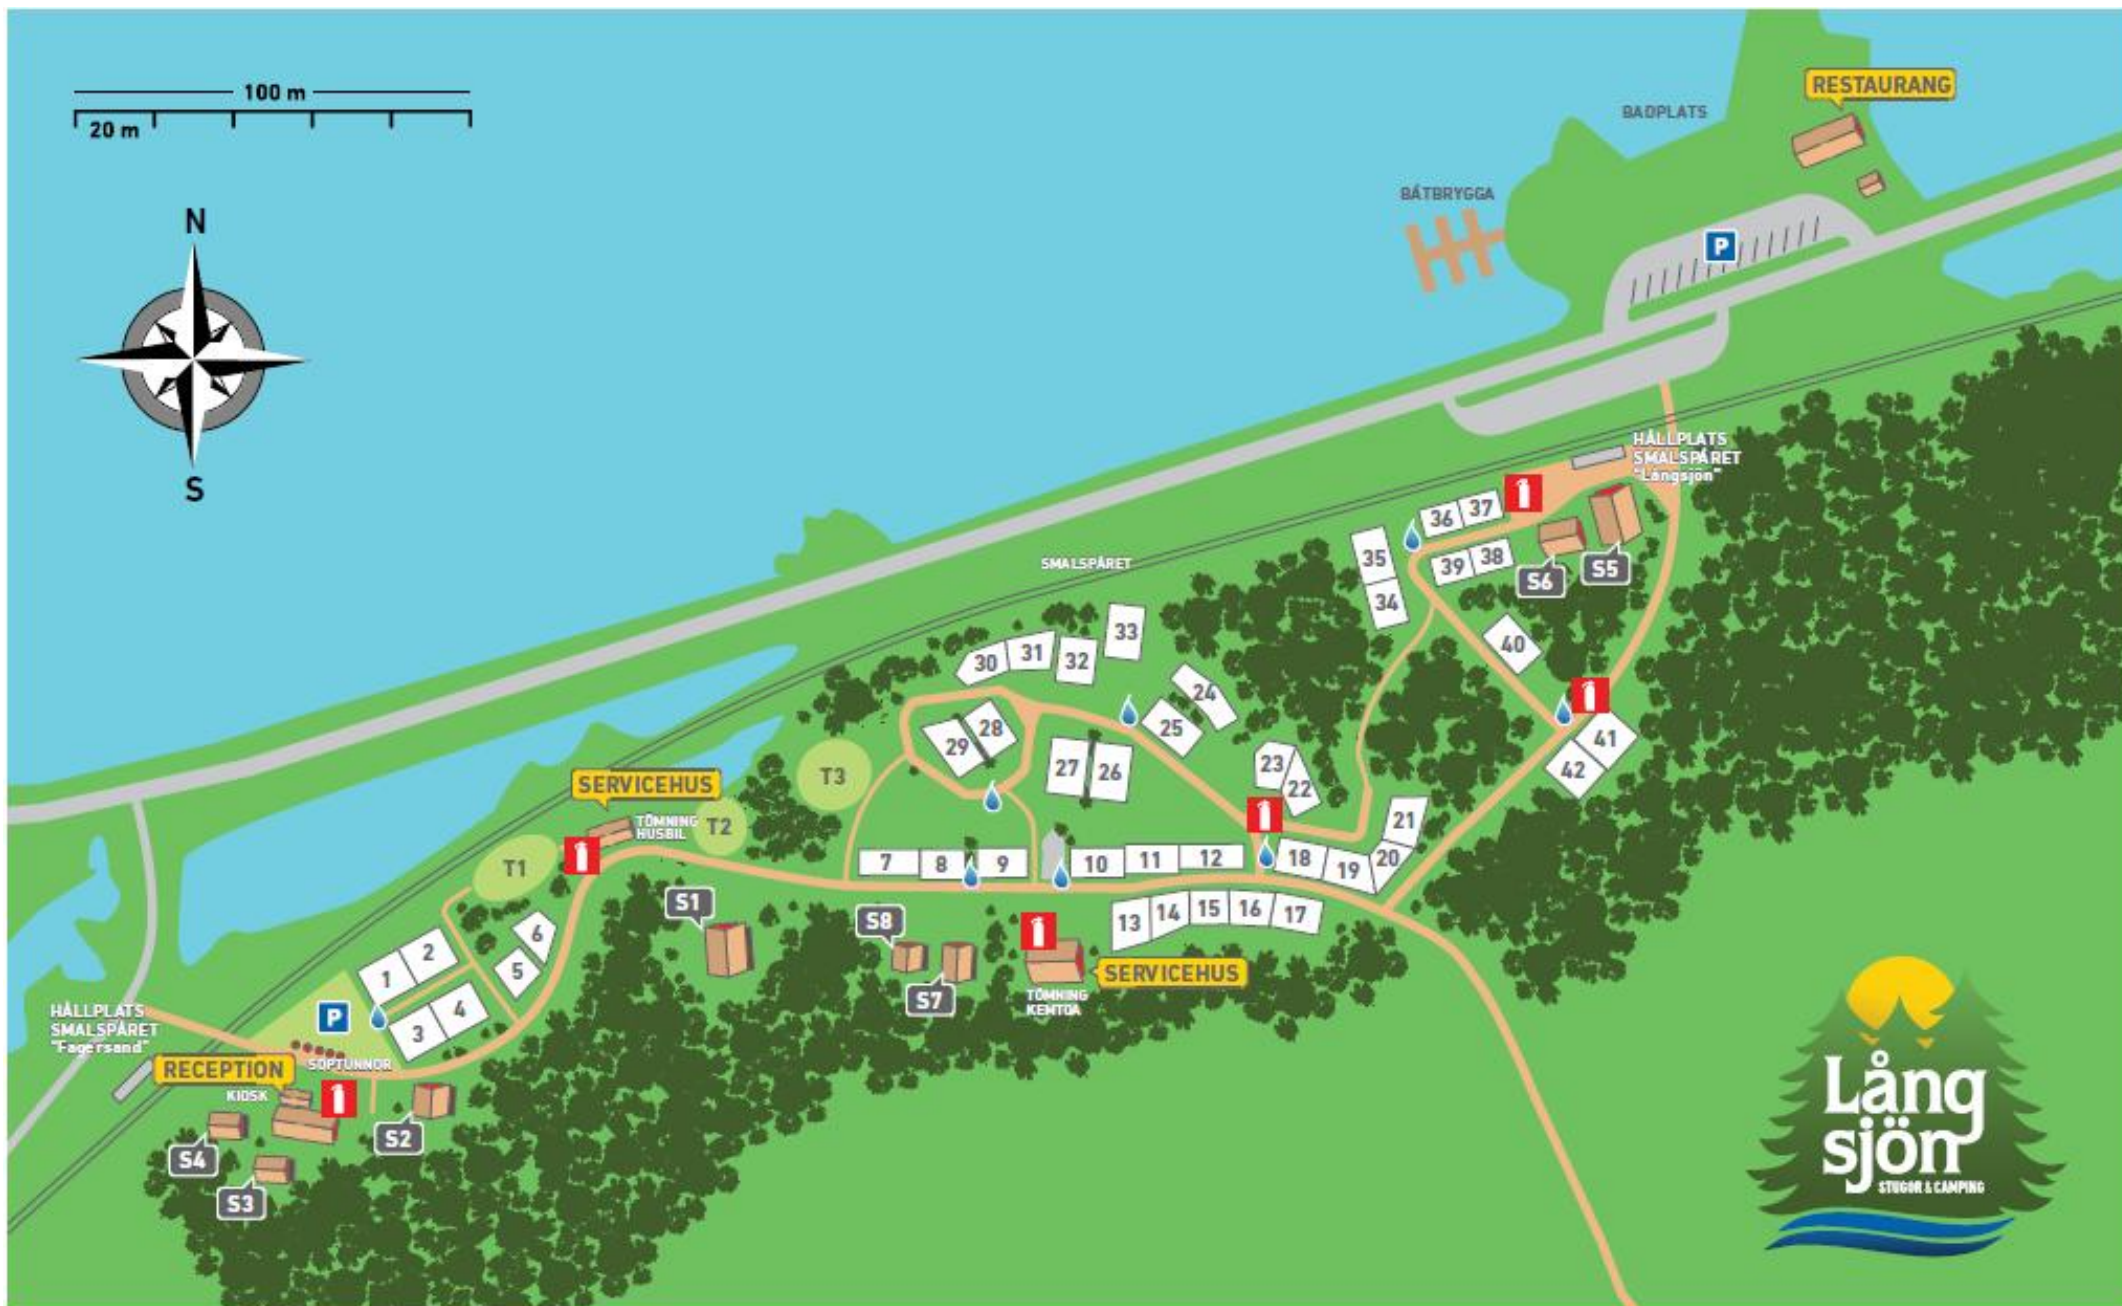 100 m
20 m
N
S
RESTAURANG
BADPLATS
BÅTBRYGGA
P
HÅLLPLATS
SMALSPÅRET
"Långsjön"
36
37
35
39
38
S6
S5
34
40
SMALSPÅRET
33
30
31
32
24
25
28
29
27
26
23
22
41
42
T3
SERVICEHUS
TÖMNING
HUSBIL
T2
T1
21
7
8
9
10
11
12
18
19
20
S1
S8
S7
13
14
15
16
17
SERVICEHUS
TÖMNING
KEMTOA
6
5
2
1
4
3
P
HÅLLPLATS
SMALSPÅRET
"Fagersand"
SOPTUNNOR
RECEPTION
KIOSK
S4
S3
S2
Lång
sjön
STUGOR & CAMPING